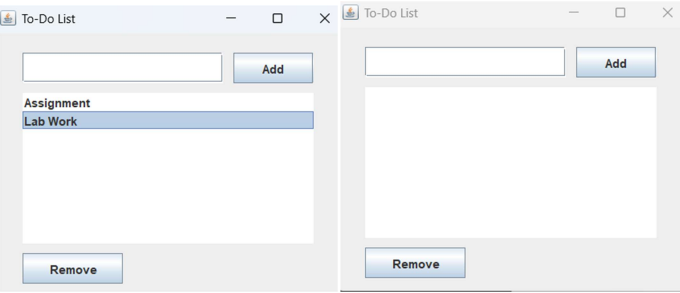 To-Do List
Add
Assignment
Lab Work
Remove
To-Do List
Add
Remove